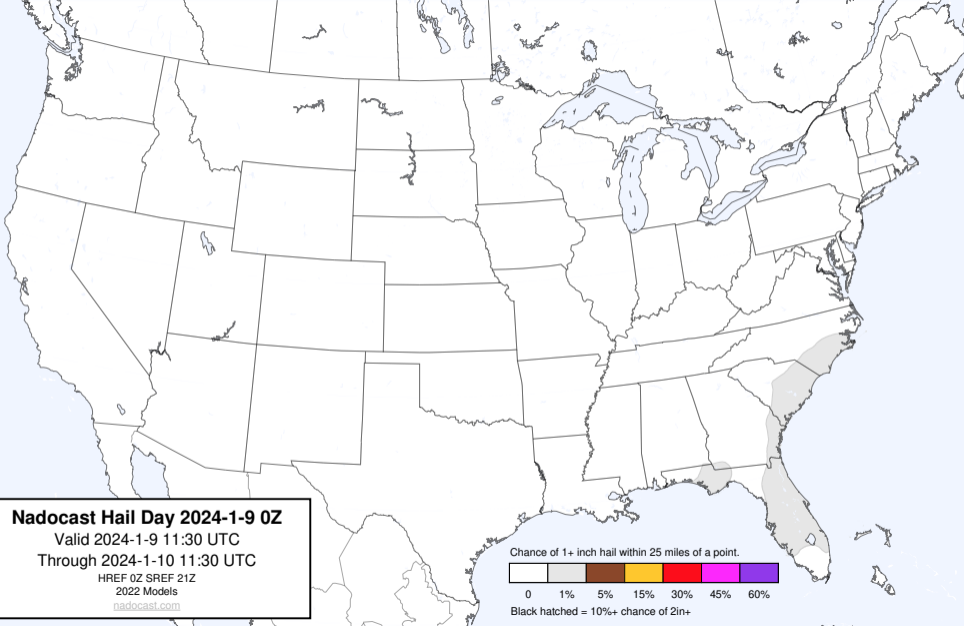 Nadocast Hail Day 2024-1-9 0Z
Valid 2024-1-9 11:30 UTC
Through 2024-1-10 11:30 UTC
HREF 0Z SREF 21Z
2022 Models
nadocast.com
Chance of 1+ inch hail within 25 miles of a point.
0 1% 5% 15% 30% 45% 60%
Black hatched = 10%+ chance of 2in+